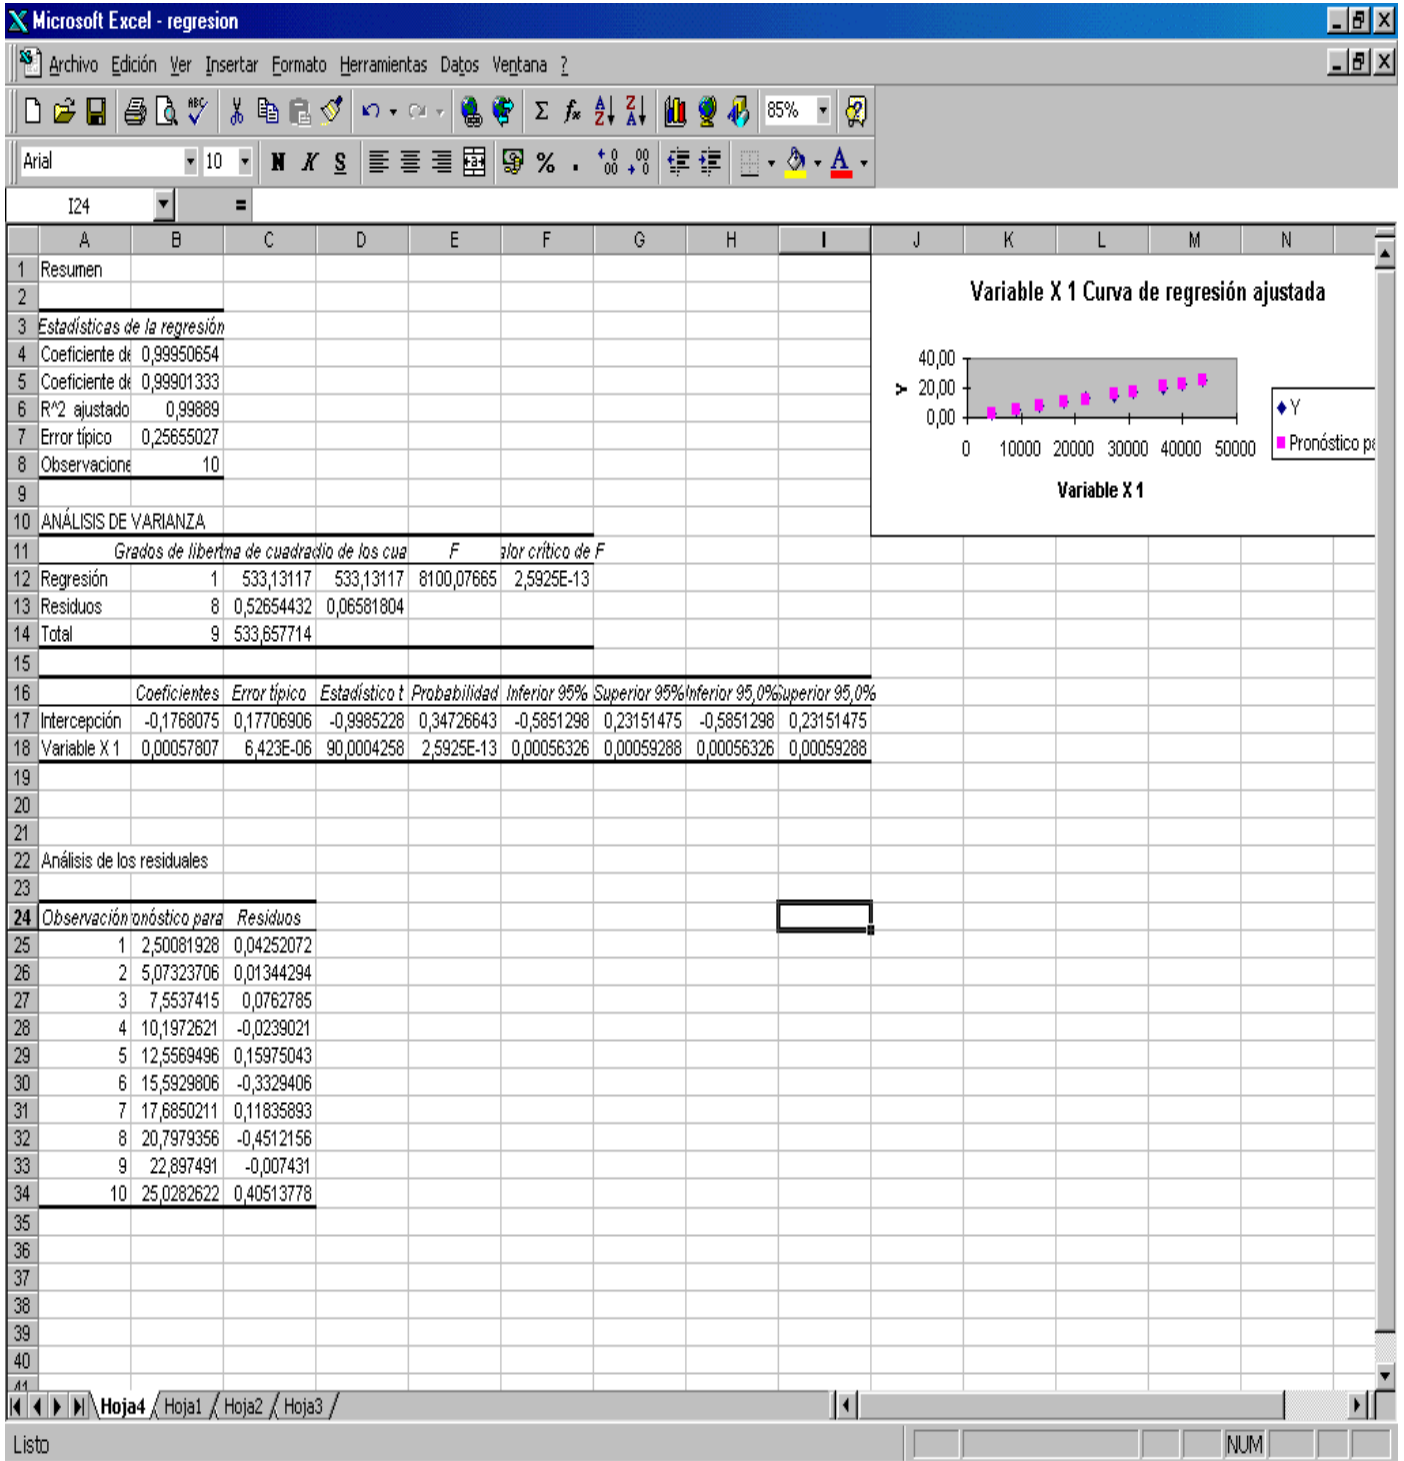 Microsoft Excel - regresion
Archivo Edición Ver Insertar Formato Herramientas Datos Ventana ?
85%
Arial 10 N K S % .
I24 =
A B C D E F G H I J K L M N
1 Resumen
2
3 Estadísticas de la regresión
4 Coeficiente de 0,99950654
5 Coeficiente de 0,99901333
6 R^2 ajustado 0,99889
7 Error típico 0,25655027
8 Observacione 10
9
10 ANÁLISIS DE VARIANZA
11 Grados de libert ma de cuadra dio de los cua F alor crítico de F
12 Regresión 1 533,13117 533,13117 8100,07665 2,5925E-13
13 Residuos 8 0,52654432 0,06581804
14 Total 9 533,657714
15
16 Coeficientes Error típico Estadístico t Probabilidad Inferior 95% Superior 95% Inferior 95,0% Superior 95,0%
17 Intercepción -0,1768075 0,17706906 -0,9985228 0,34726643 -0,5851298 0,23151475 -0,5851298 0,23151475
18 Variable X 1 0,00057807 6,423E-06 90,0004258 2,5925E-13 0,00056326 0,00059288 0,00056326 0,00059288
19
20
21
22 Análisis de los residuales
23
24 Observación onóstico para Residuos
25 1 2,50081928 0,04252072
26 2 5,07323706 0,01344294
27 3 7,5537415 0,0762785
28 4 10,1972621 -0,0239021
29 5 12,5569496 0,15975043
30 6 15,5929806 -0,3329406
31 7 17,6850211 0,11835893
32 8 20,7979356 -0,4512156
33 9 22,897491 -0,007431
34 10 25,0282622 0,40513778
35
36
37
38
39
40
41
Variable X 1 Curva de regresión ajustada
40,00
20,00
0,00
Y
0 10000 20000 30000 40000 50000
Variable X 1
Y
Pronóstico pa
Hoja4 Hoja1 Hoja2 Hoja3
Listo NUM